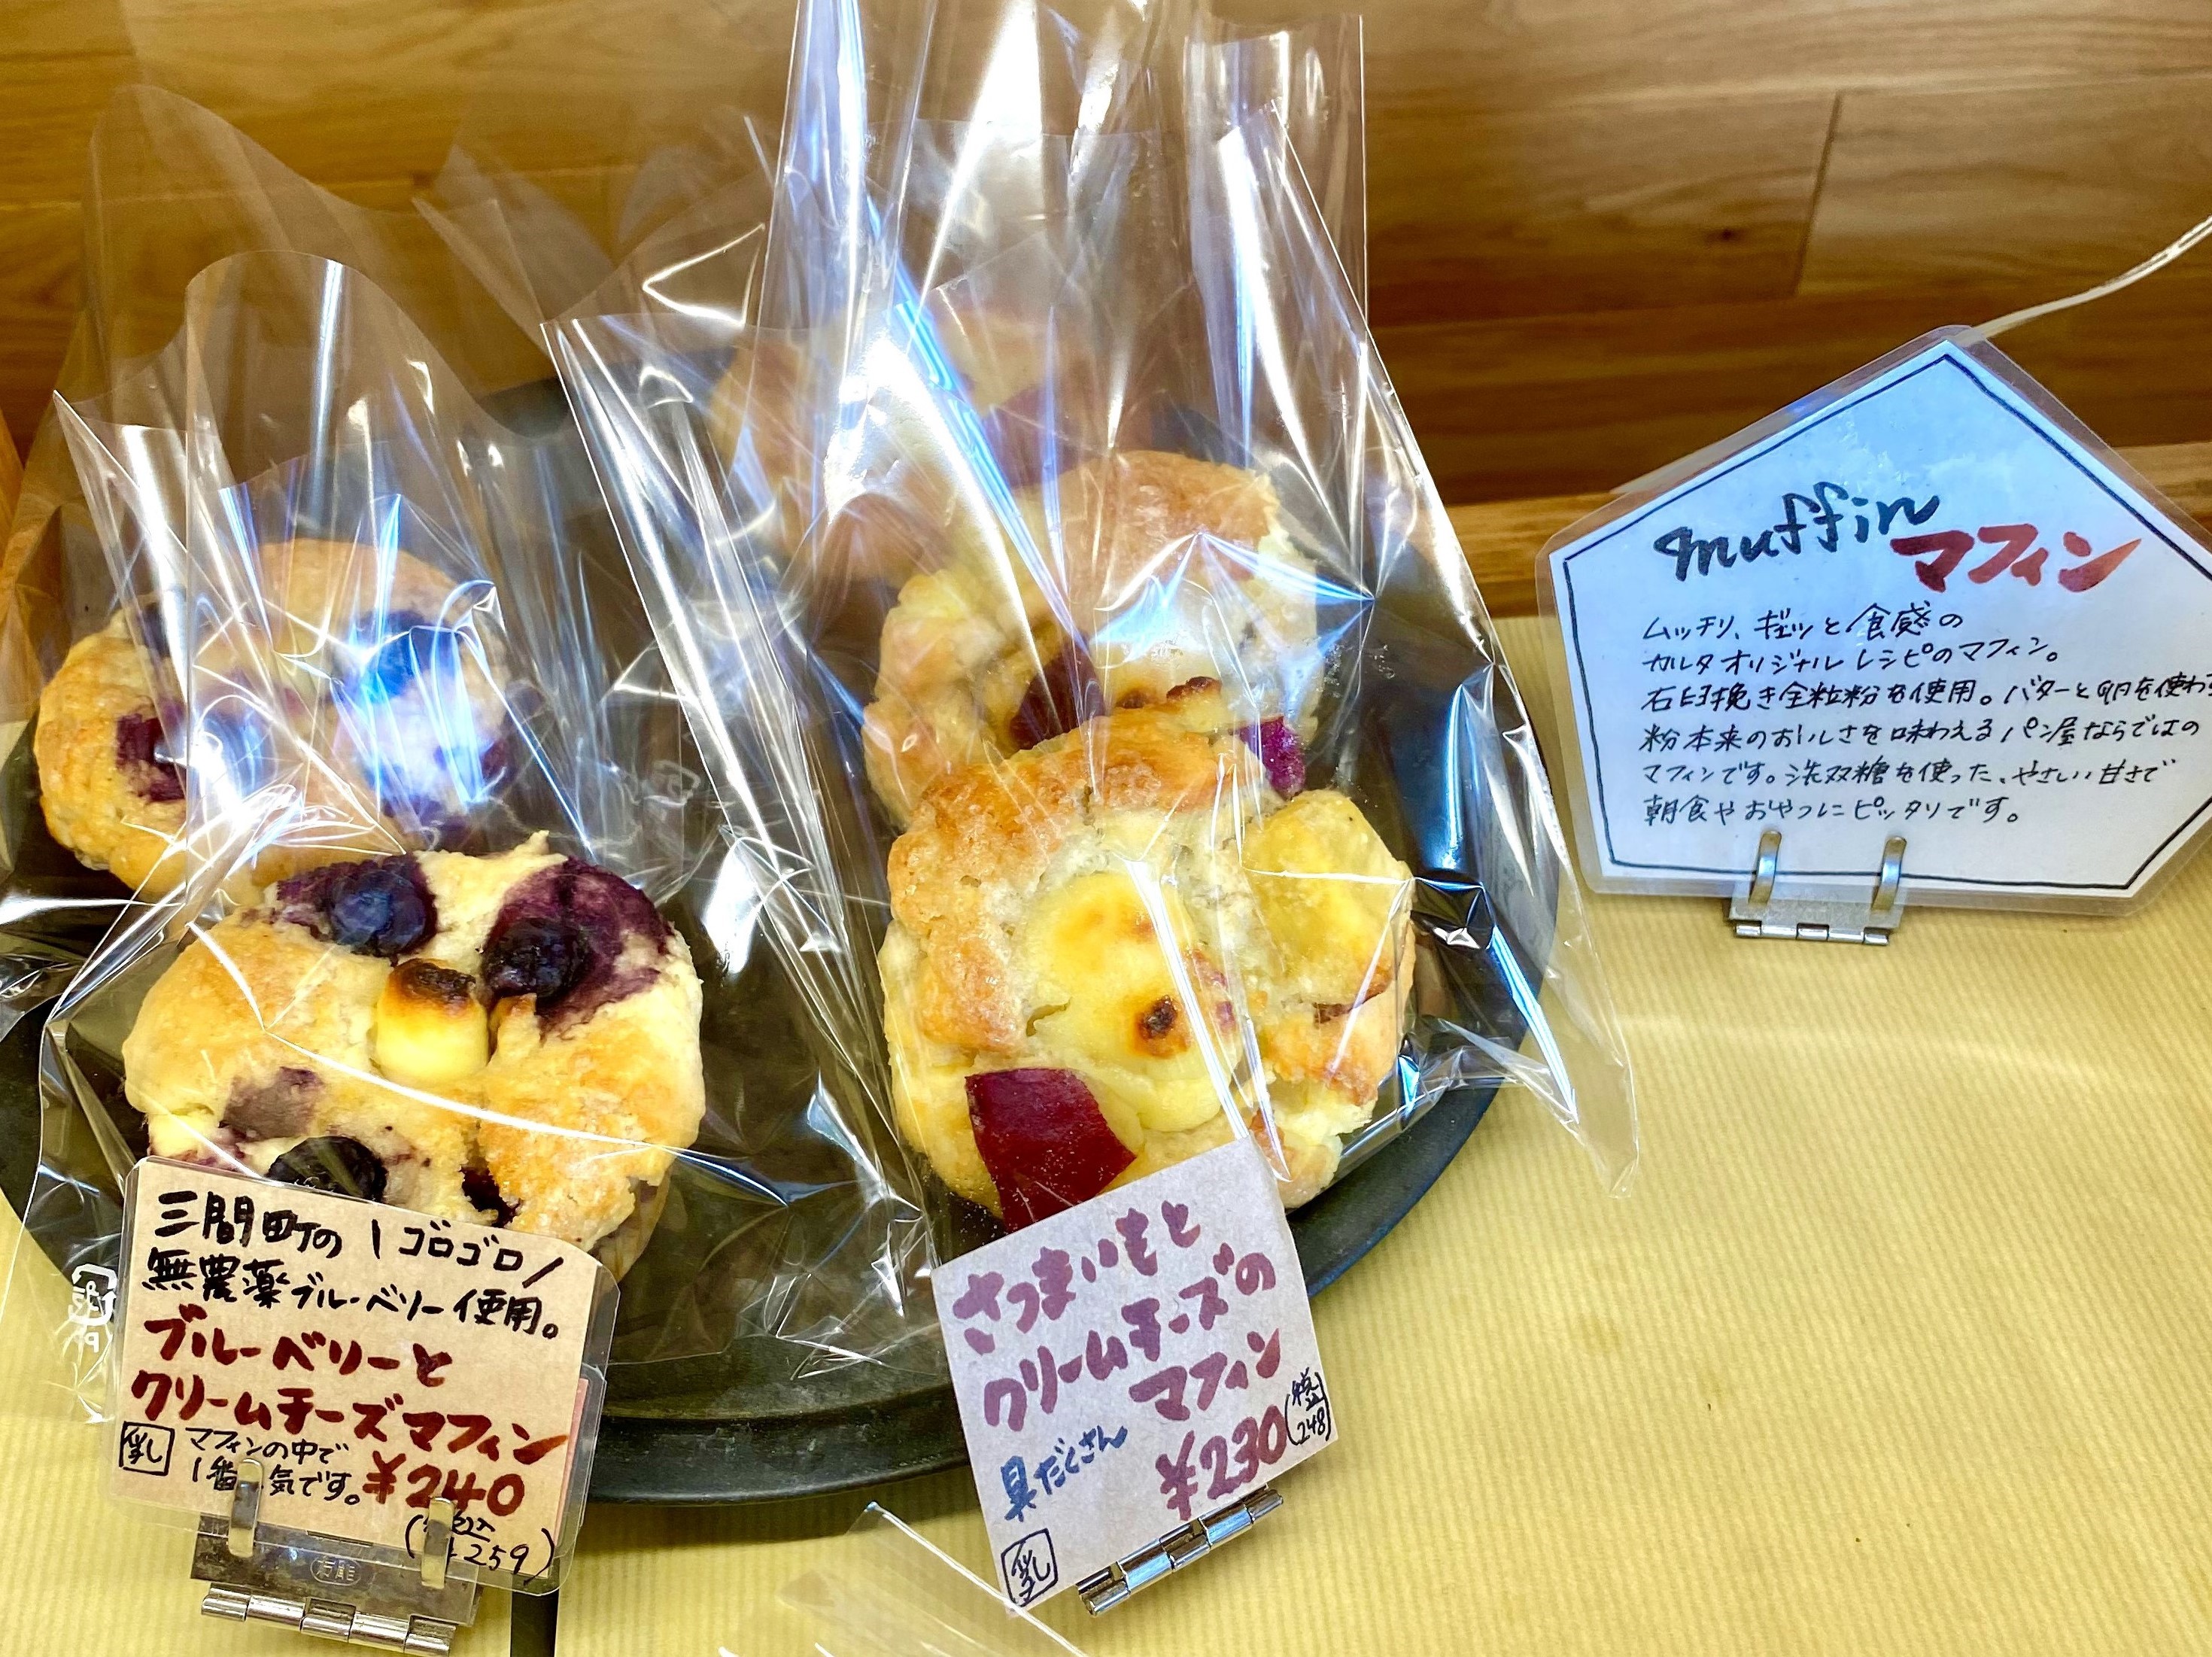 muffin
マフィン
ムッチリ、ギュッと食感の
カルタオリジナルレシピのマフィン。
石臼挽き全粒粉を使用。バターと卵を使わ
粉本来のおいしさを味わえるパン屋ならではの
マフィンです。洗双糖を使った、やさしい甘さで
朝食やおやつにピッタリです。
三間町の \ゴロゴロ/
無農薬ブルーベリー使用。
ブルーベリーと
クリームチーズマフィン
乳 マフィンの中で
1番 気です。 ¥240
(税込
¥259)
さつまいもと
クリームチーズの
マフィン
具だくさん
¥230 (税込
248)
乳